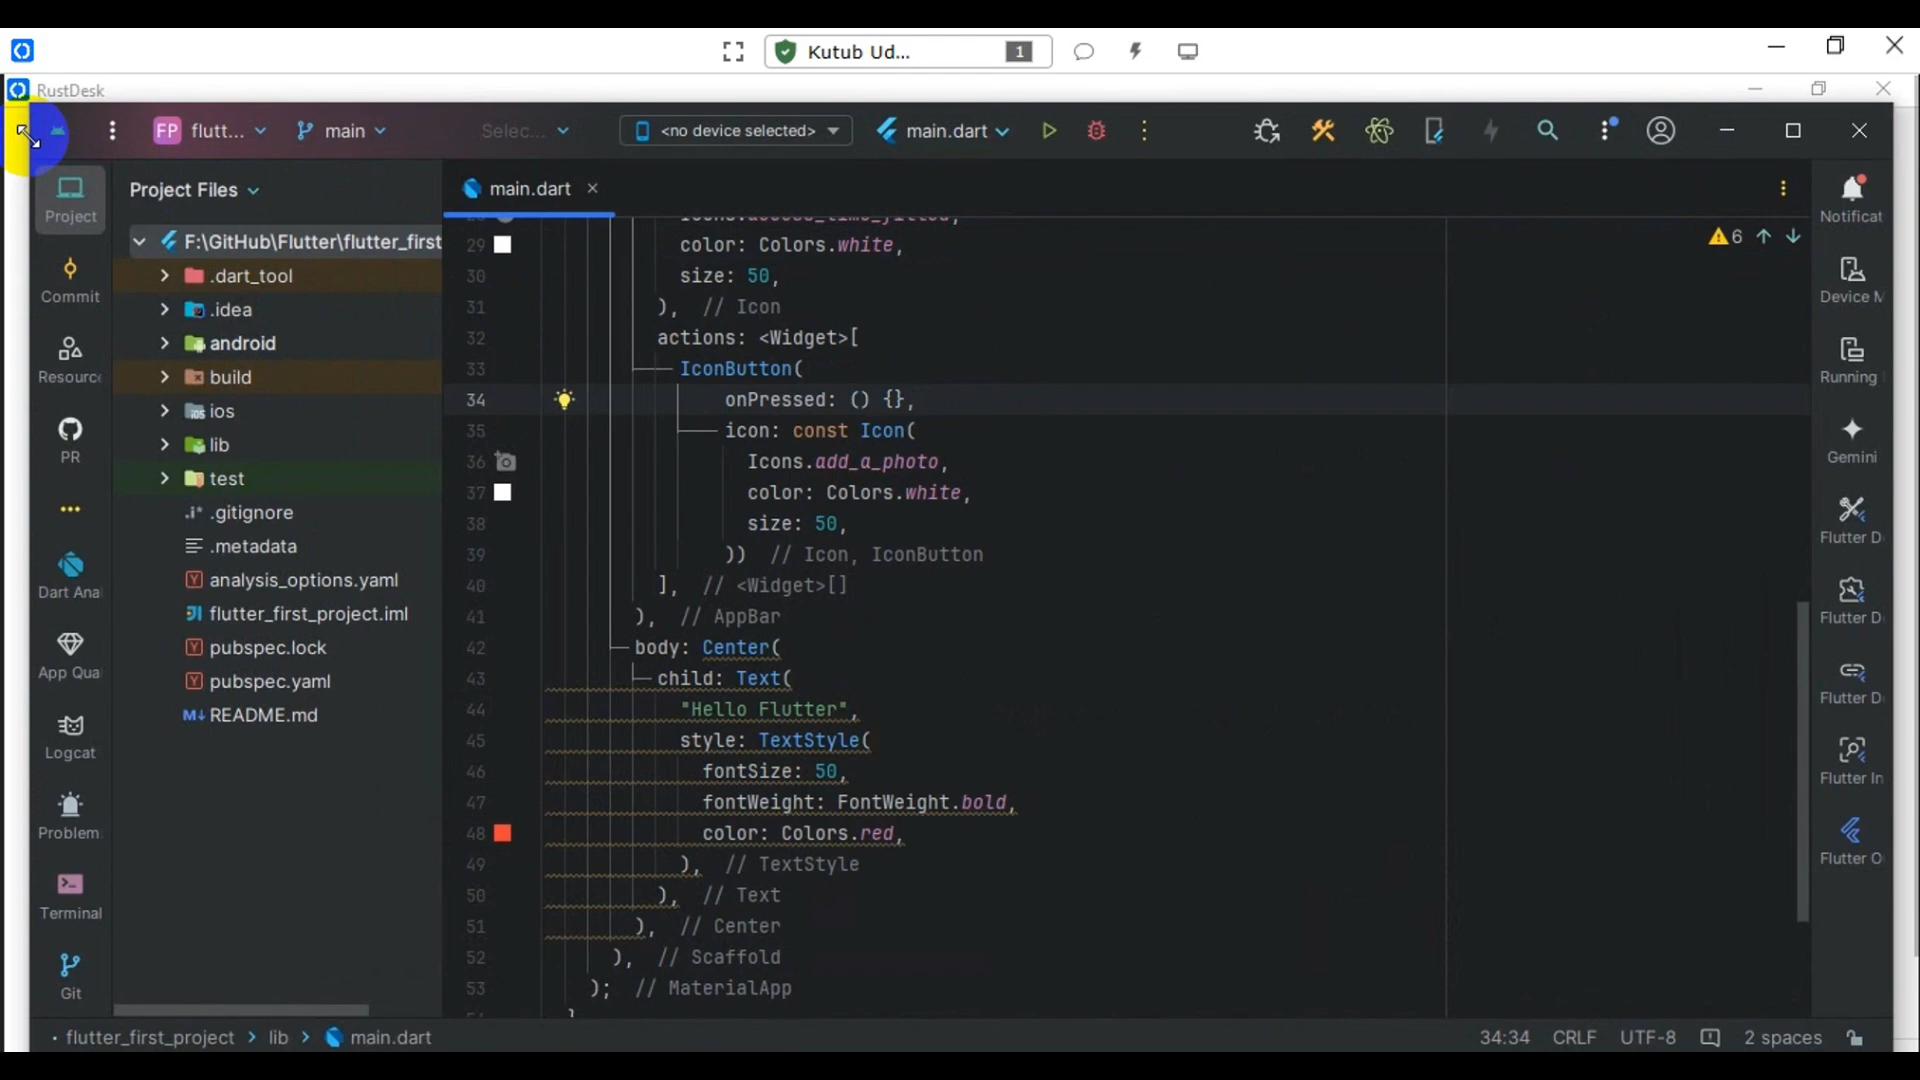 Kutub Ud... 1
RustDesk
FP flutt... main Selec... <no device selected> main.dart
Project
Commit
Resourc
PR
Dart Ana
App Qua
Logcat
Problem
Terminal
Git
Project Files
F:\GitHub\Flutter\flutter_first
.dart_tool
.idea
android
build
ios
lib
test
.gitignore
.metadata
analysis_options.yaml
flutter_first_project.iml
pubspec.lock
pubspec.yaml
README.md
main.dart
6
29 color: Colors.white,
30 size: 50,
31 ), // Icon
32 actions: <Widget>[
33 IconButton(
34 onPressed: () {},
35 icon: const Icon(
36 Icons.add_a_photo,
37 color: Colors.white,
38 size: 50,
39 )) // Icon, IconButton
40 ], // <Widget>[]
41 ), // AppBar
42 body: Center(
43 child: Text(
44 "Hello Flutter",
45 style: TextStyle(
46 fontSize: 50,
47 fontWeight: FontWeight.bold,
48 color: Colors.red,
49 ), // TextStyle
50 ), // Text
51 ), // Center
52 ), // Scaffold
53 ); // MaterialApp
Notificat
Device M
Running
Gemini
Flutter D
Flutter D
Flutter D
Flutter In
Flutter O
flutter_first_project > lib > main.dart
34:34 CRLF UTF-8 2 spaces